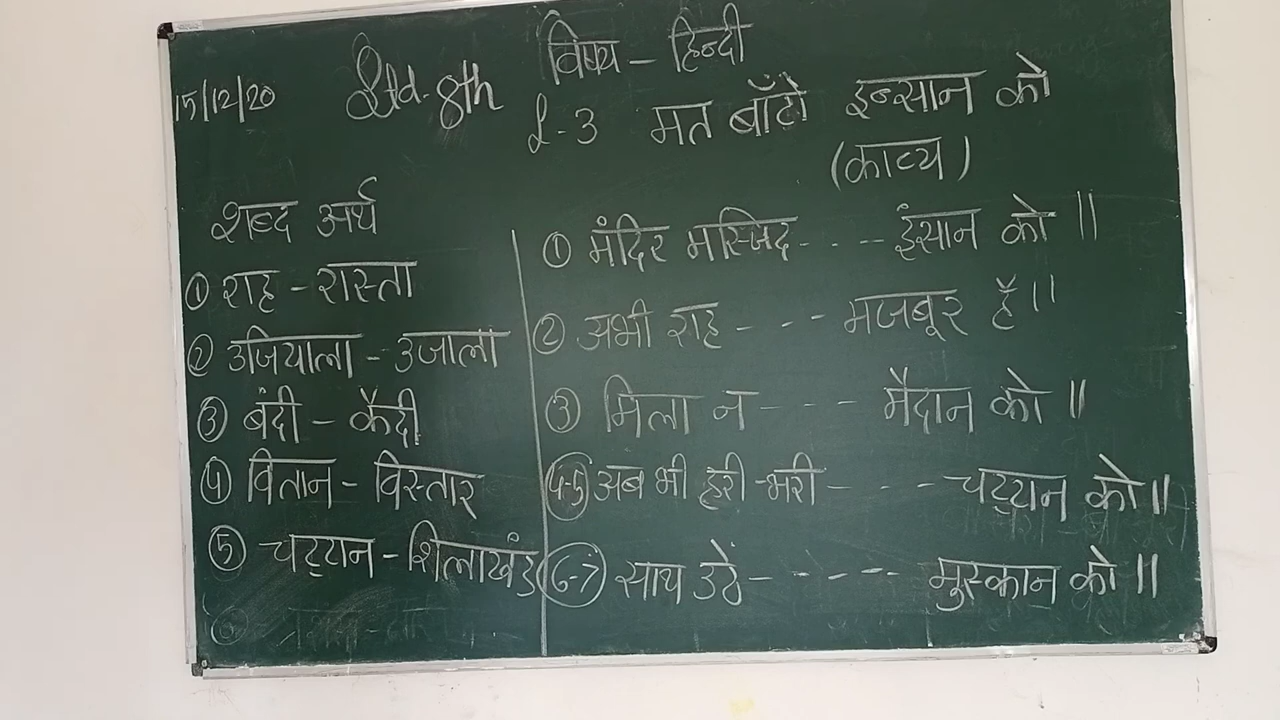 विषय - हिन्दी
15/12/20 Std-8th
L-3 मत बाँटो इन्सान को
(काव्य)
शब्द अर्थ
① राह - रास्ता
② उजियाला - उजाला
③ बंदी - कैदी
④ वितान - विस्तार
⑤ चट्टान - शिलाखंड
⑥
① मंदिर मस्जिद - - - - इंसान को ||
② अभी राह - - - - मजबूर है ||
③ मिला न - - - - मैदान को ||
④-5 अब भी हरी-भरी - - - - चट्टान को ||
⑥-7 साथ उठें - - - - - - मुस्कान को ||